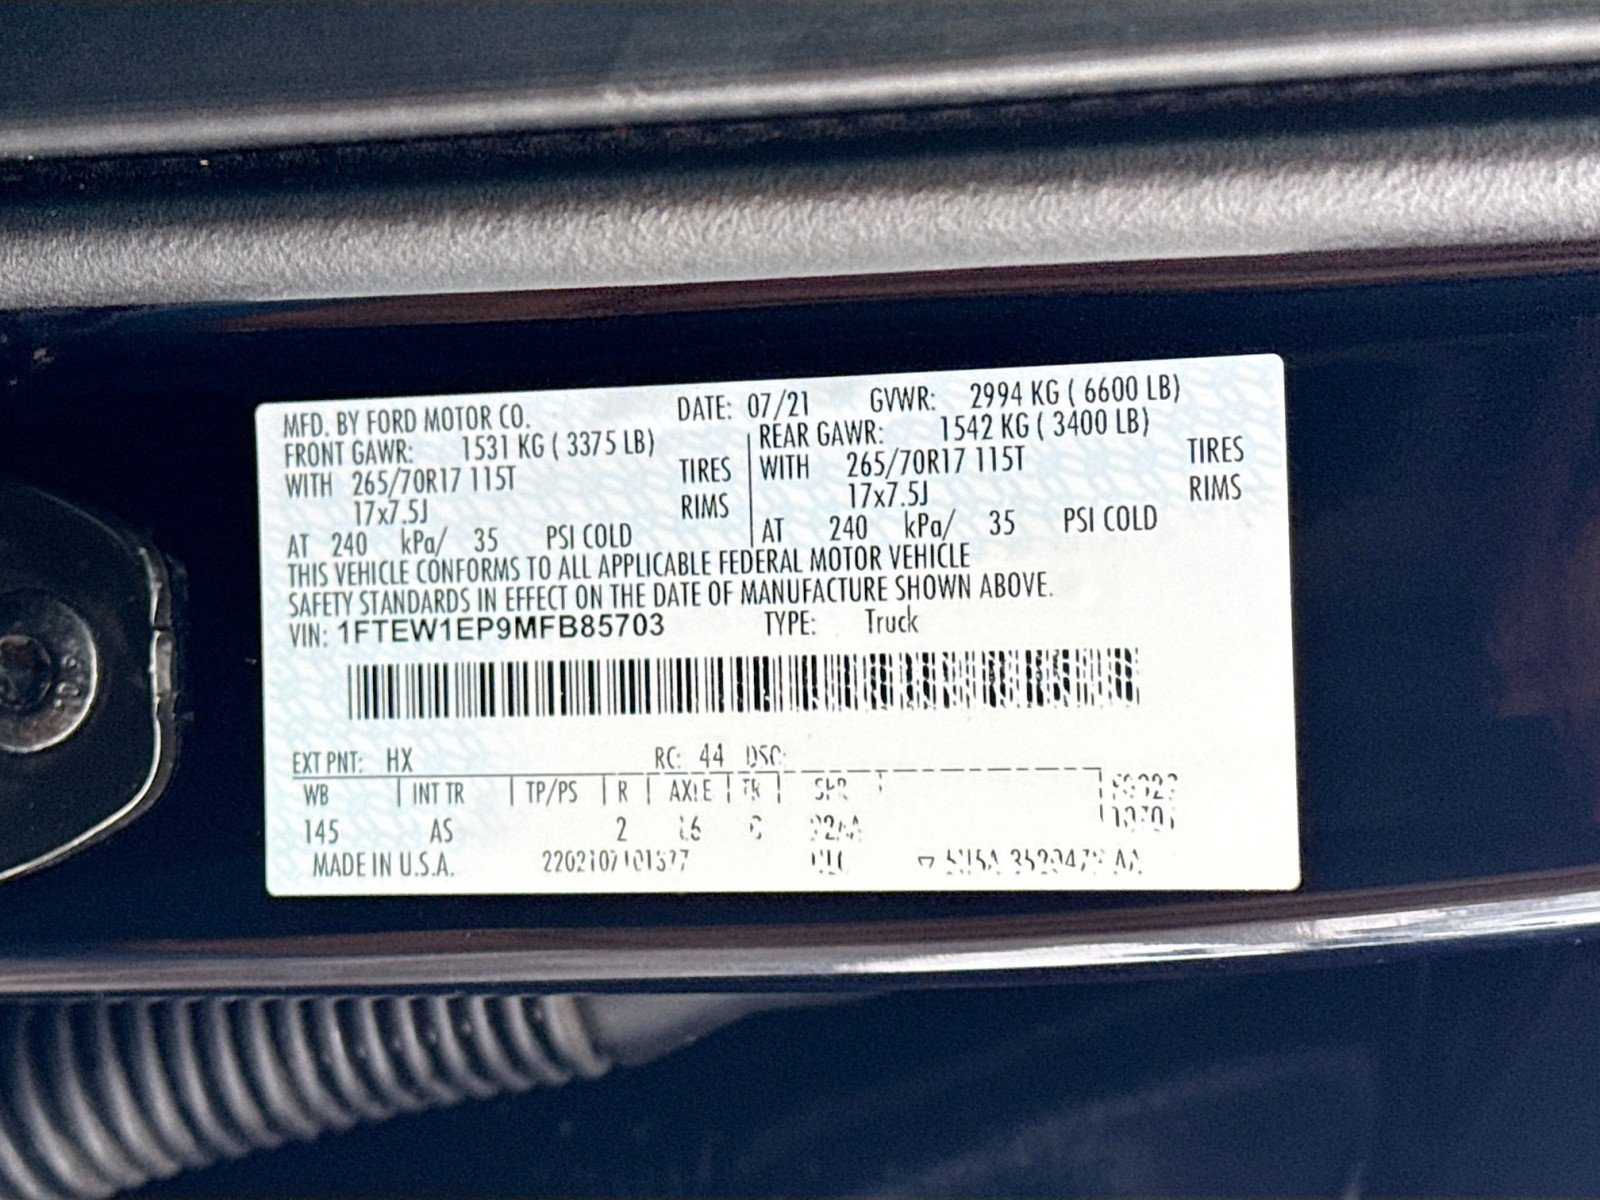 MFD. BY FORD MOTOR CO. DATE: 07/21 GVWR: 2994 KG ( 6600 LB)
FRONT GAWR: 1531 KG ( 3375 LB) REAR GAWR: 1542 KG ( 3400 LB)
WITH 265/70R17 115T TIRES WITH 265/70R17 115T TIRES
17x7.5J RIMS 17x7.5J RIMS
AT 240 kPa/ 35 PSI COLD AT 240 kPa/ 35 PSI COLD
THIS VEHICLE CONFORMS TO ALL APPLICABLE FEDERAL MOTOR VEHICLE
SAFETY STANDARDS IN EFFECT ON THE DATE OF MANUFACTURE SHOWN ABOVE.
VIN: 1FTEW1EP9MFB85703 TYPE: Truck
EXT PNT: HX RC: 44 DSO:
WB INT TR TP/PS R AXLE TR SPR
145 AS 2
MADE IN U.S.A.